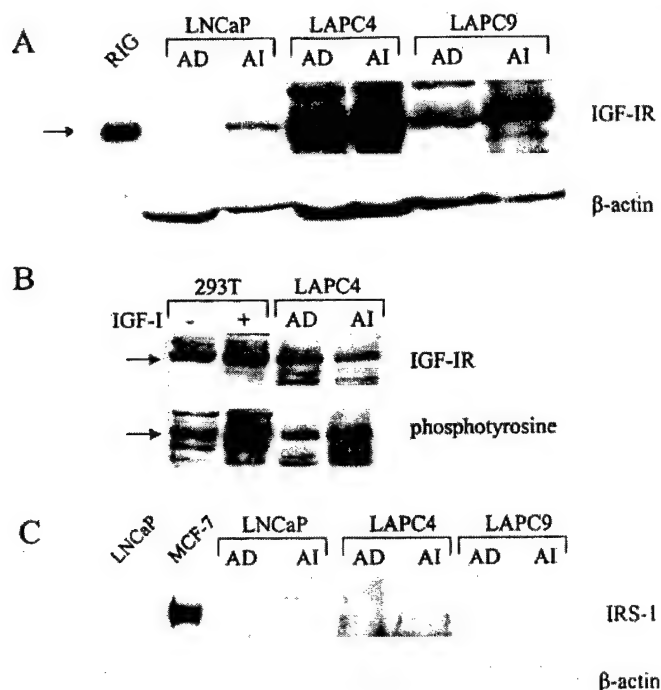 A
RIG
LNCaP LAPC4 LAPC9
AD AI AD AI AD AI
IGF-IR
β-actin
B
293T LAPC4
IGF-I - + AD AI
IGF-IR
phosphotyrosine
C
LNCaP MCF-7 LNCaP LAPC4 LAPC9
AD AI AD AI AD AI
IRS-1
β-actin